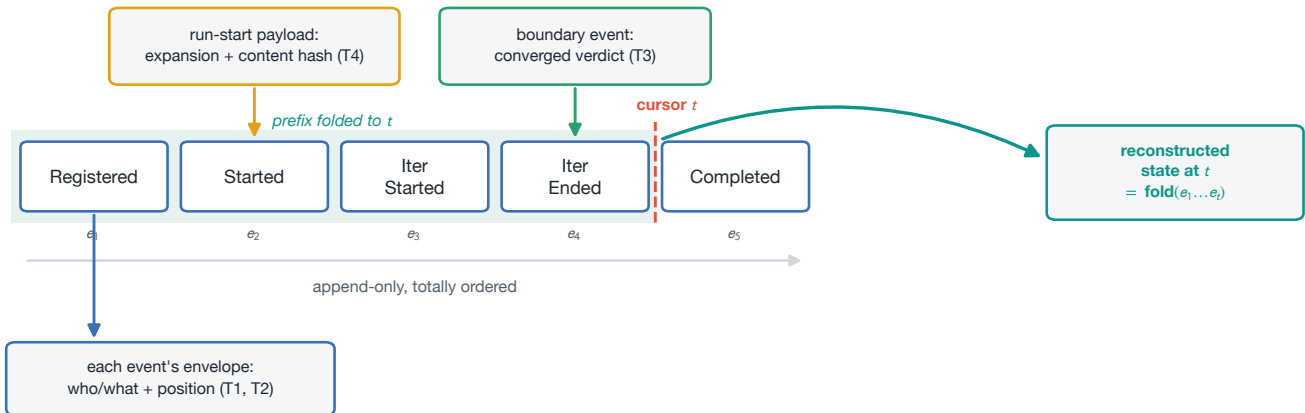 run-start payload:
expansion + content hash (T4)
boundary event:
converged verdict (T3)
cursor t
prefix folded to t
Registered
Started
Iter
Started
Iter
Ended
Completed
reconstructed
state at t
= fold(e₁…eₜ)
e₁
e₂
e₃
e₄
e₅
append-only, totally ordered
each event's envelope:
who/what + position (T1, T2)